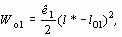 W_{o1} = \frac{\hat{e}_1}{2} (l^* - l_{01})^2,